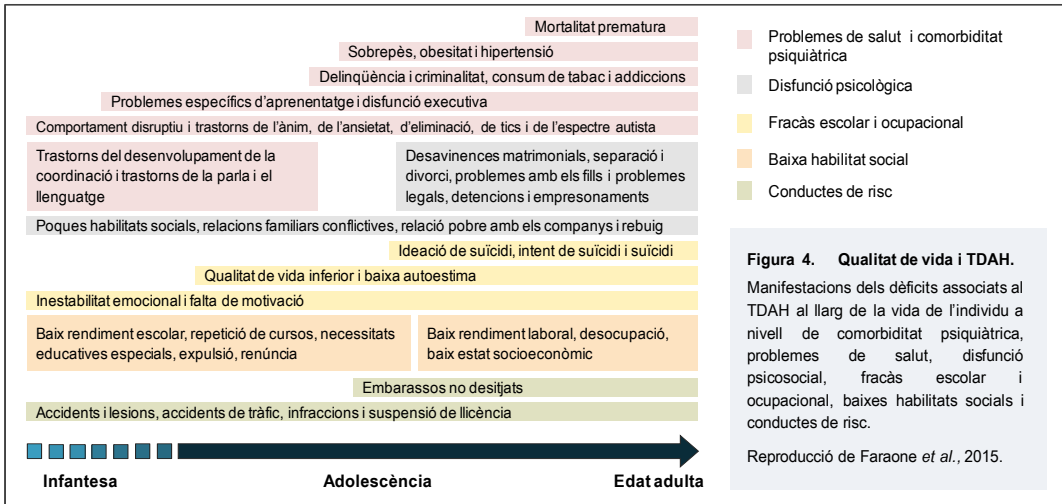 Mortalitat prematura
Sobrepès, obesitat i hipertensió
Delinqüència i criminalitat, consum de tabac i addiccions
Problemes específics d'aprenentatge i disfunció executiva
Comportament disruptiu i trastorns de l'ànim, de l'ansietat, d'eliminació, de tics i de l'espectre autista
Trastorns del desenvolupament de la
coordinació i trastorns de la parla i el
llenguatge
Desavinences matrimonials, separació i
divorci, problemes amb els fills i problemes
legals, detencions i empresonaments
Poques habilitats socials, relacions familiars conflictives, relació pobre amb els companys i rebuig
Ideació de suïcidi, intent de suïcidi i suïcidi
Qualitat de vida inferior i baixa autoestima
Inestabilitat emocional i falta de motivació
Baix rendiment escolar, repetició de cursos, necessitats
educatives especials, expulsió, renúncia
Baix rendiment laboral, desocupació,
baix estat socioeconòmic
Embarassos no desitjats
Accidents i lesions, accidents de tràfic, infraccions i suspensió de llicència
Infantesa
Adolescència
Edat adulta
Problemes de salut i comorbiditat
psiquiàtrica
Disfunció psicològica
Fracàs escolar i ocupacional
Baixa habilitat social
Conductes de risc
Figura 4. Qualitat de vida i TDAH.
Manifestacions dels dèficits associats al
TDAH al llarg de la vida de l'individu a
nivell de comorbiditat psiquiàtrica,
problemes de salut, disfunció
psicosocial, fracàs escolar i
ocupacional, baixes habilitats socials i
conductes de risc.
Reproducció de Faraone et al., 2015.